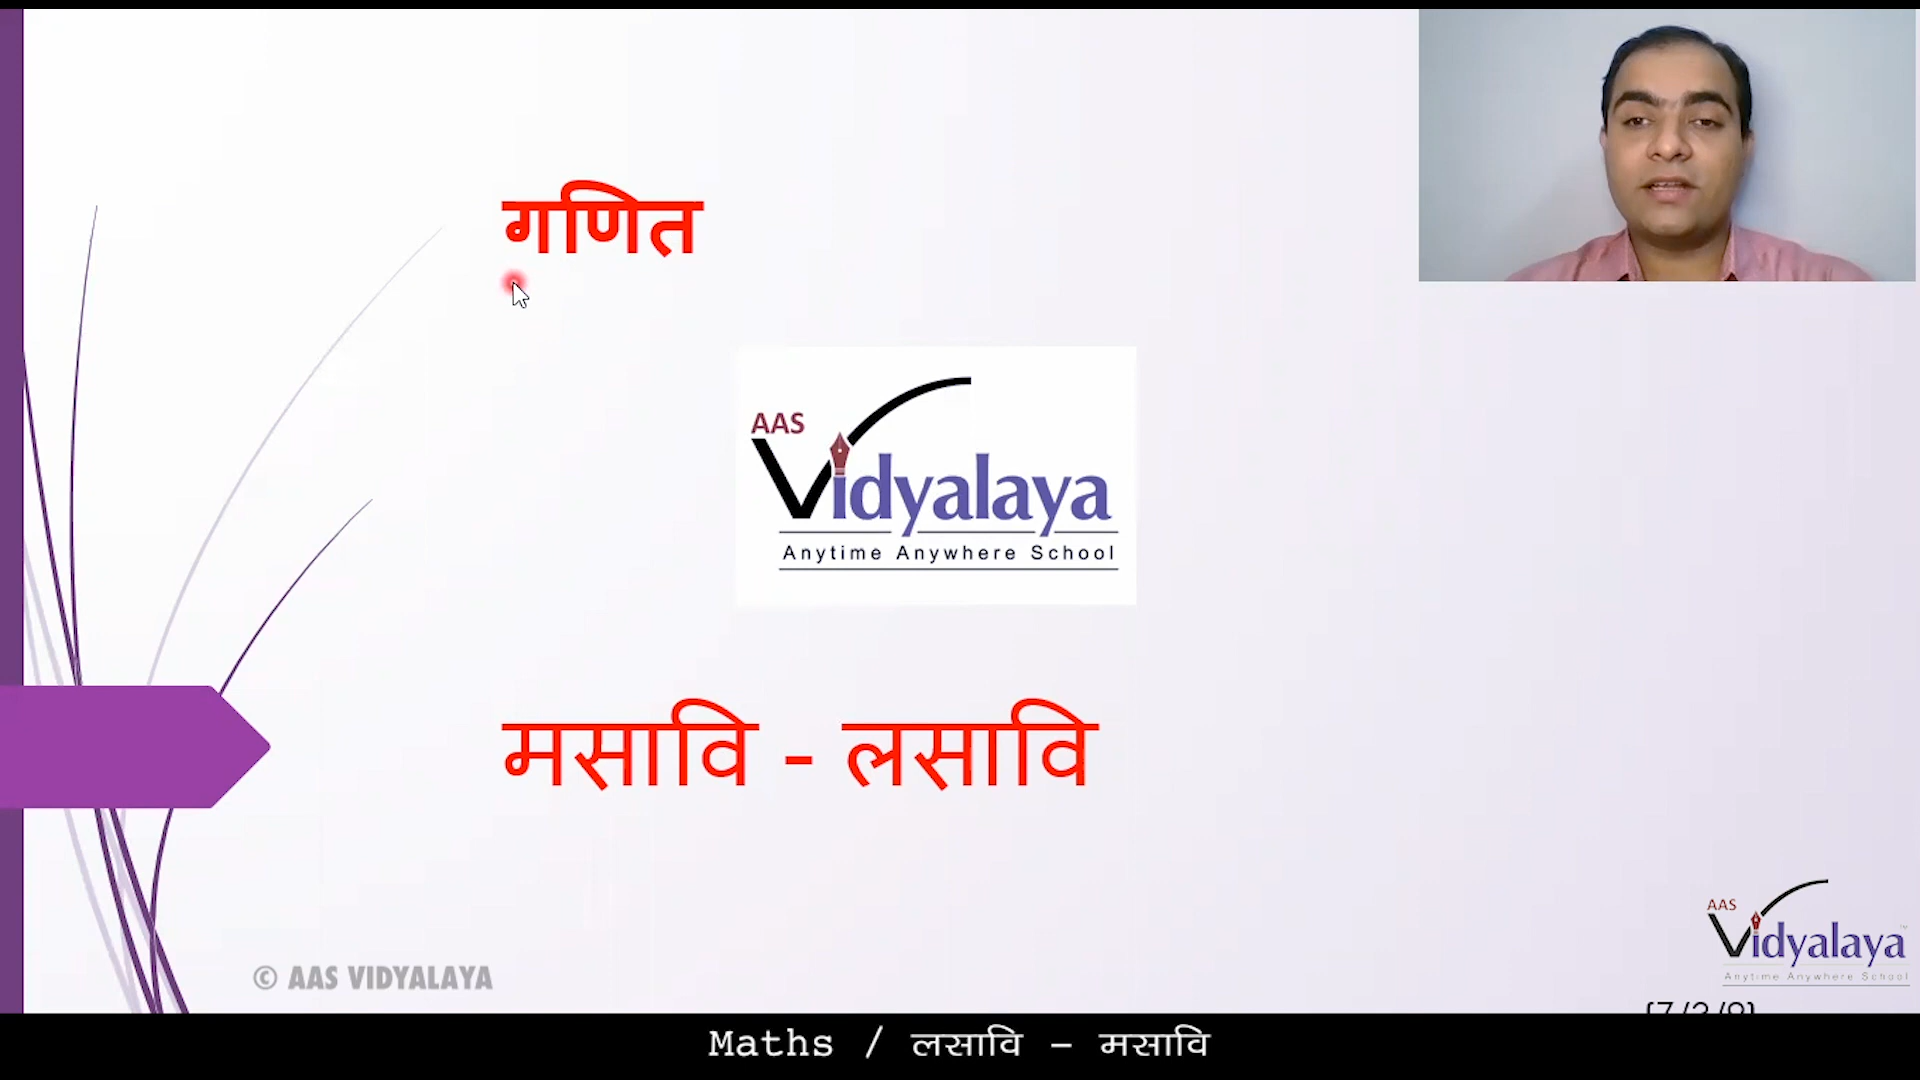 गणित
AAS
Vidyalaya
Anytime Anywhere School
मसावि - लसावि
AAS
Vidyalaya
Anytime Anywhere School
© AAS VIDYALAYA
Maths / लसावि – मसावि